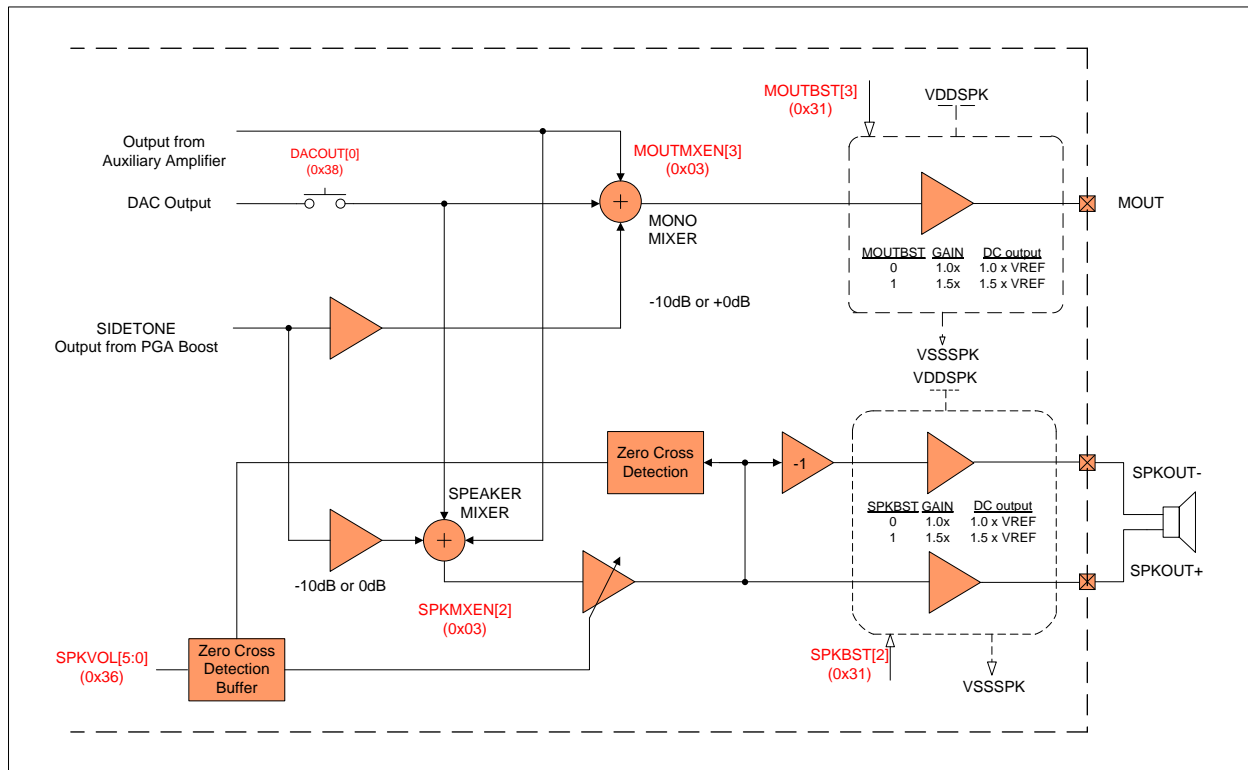 MOUTBST[3]
(0x31)
VDDSPK
Output from
Auxiliary Amplifier
DACOUT[0]
(0x38)
MOUTMXEN[3]
(0x03)
DAC Output
+
MONO
MIXER
MOUT
MOUTBST GAIN DC output
0 1.0x 1.0 x VREF
1 1.5x 1.5 x VREF
-10dB or +0dB
SIDETONE
Output from PGA Boost
VSSSPK
VDDSPK
Zero Cross
Detection
-1
SPKOUT-
SPEAKER
MIXER
+
SPKBST GAIN DC output
0 1.0x 1.0 x VREF
1 1.5x 1.5 x VREF
SPKOUT+
-10dB or 0dB
SPKMXEN[2]
(0x03)
SPKVOL[5:0]
(0x36)
Zero Cross
Detection
Buffer
SPKBST[2]
(0x31)
VSSSPK